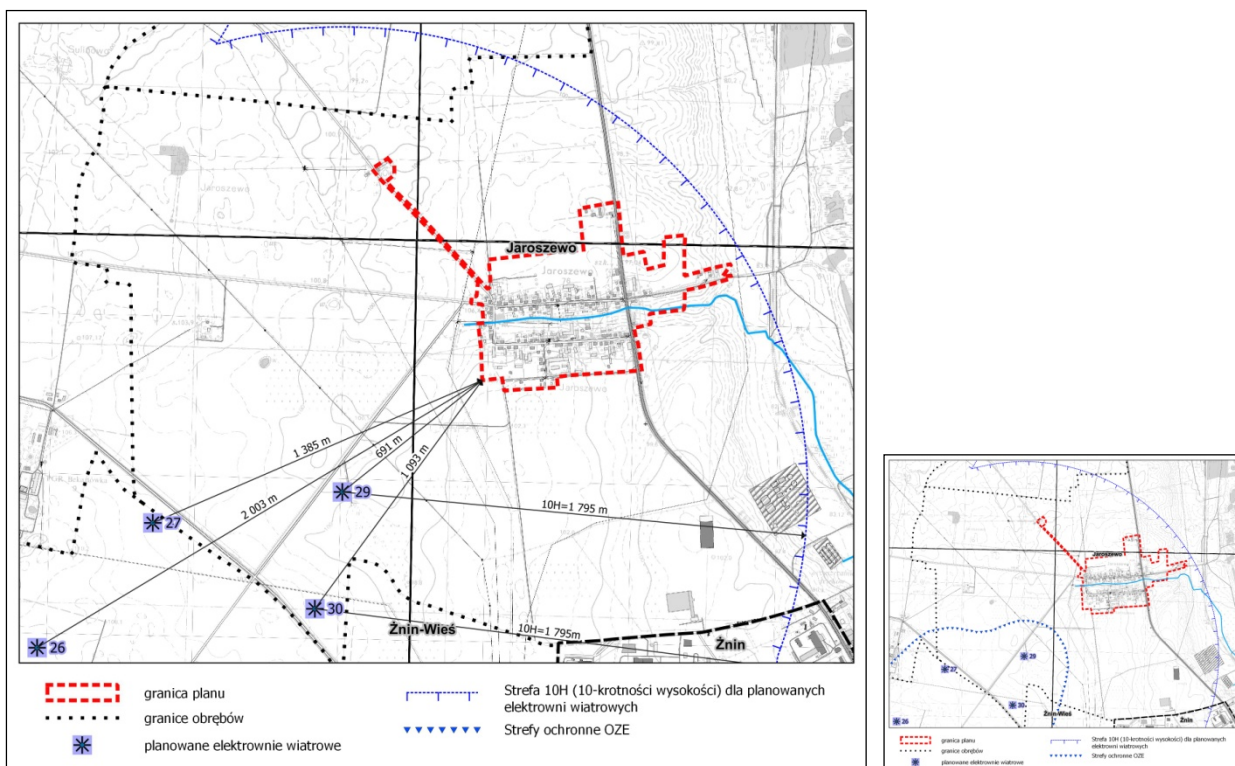 Jaroszewo
Jaroszewo
Jaroszewo
Jaroszewo
1 385 m
691 m
1 093 m
2 003 m
29
27
10H=1 795 m
30
10H=1 795m
26
Żnin-Wieś
Żnin
granica planu
granice obrębów
planowane elektrownie wiatrowe
Strefa 10H (10-krotności wysokości) dla planowanych
elektrowni wiatrowych
Strefy ochronne OZE
Jaroszewo
29
27
30
26
Żnin-Wieś
Żnin
granica planu
granice obrębów
planowane elektrownie wiatrowe
Strefa 10H (10-krotności wysokości) dla planowanych
elektrowni wiatrowych
Strefy ochronne OZE